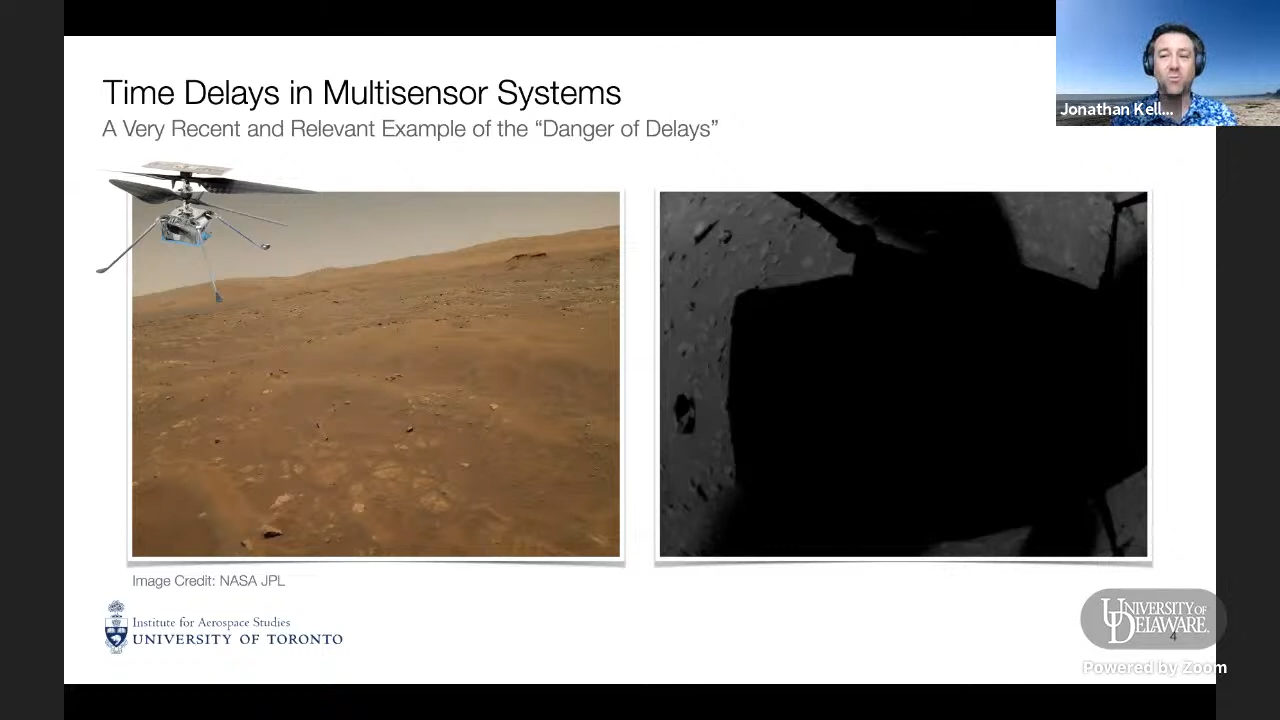 Time Delays in Multisensor Systems
A Very Recent and Relevant Example of the “Danger of Delays”
Jonathan Kell...
Image Credit: NASA JPL
Institute for Aerospace Studies
UNIVERSITY OF TORONTO
UNIVERSITY OF
DELAWARE.
4
Powered by Zoom